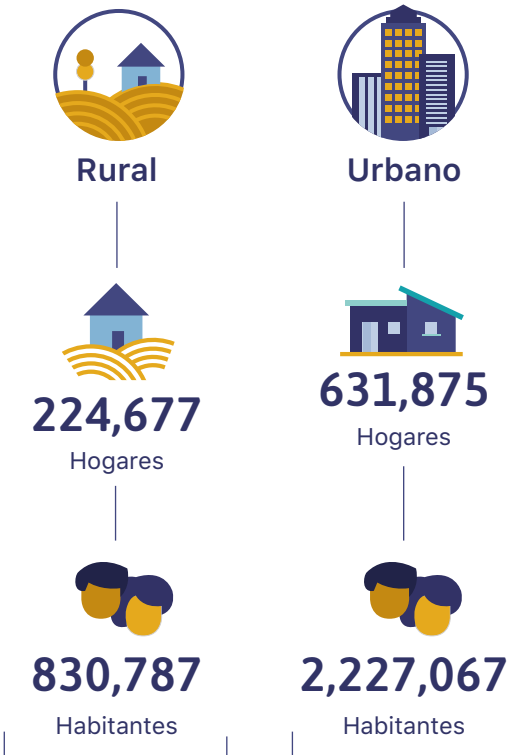 Rural
224,677
Hogares
830,787
Habitantes
Urbano
631,875
Hogares
2,227,067
Habitantes